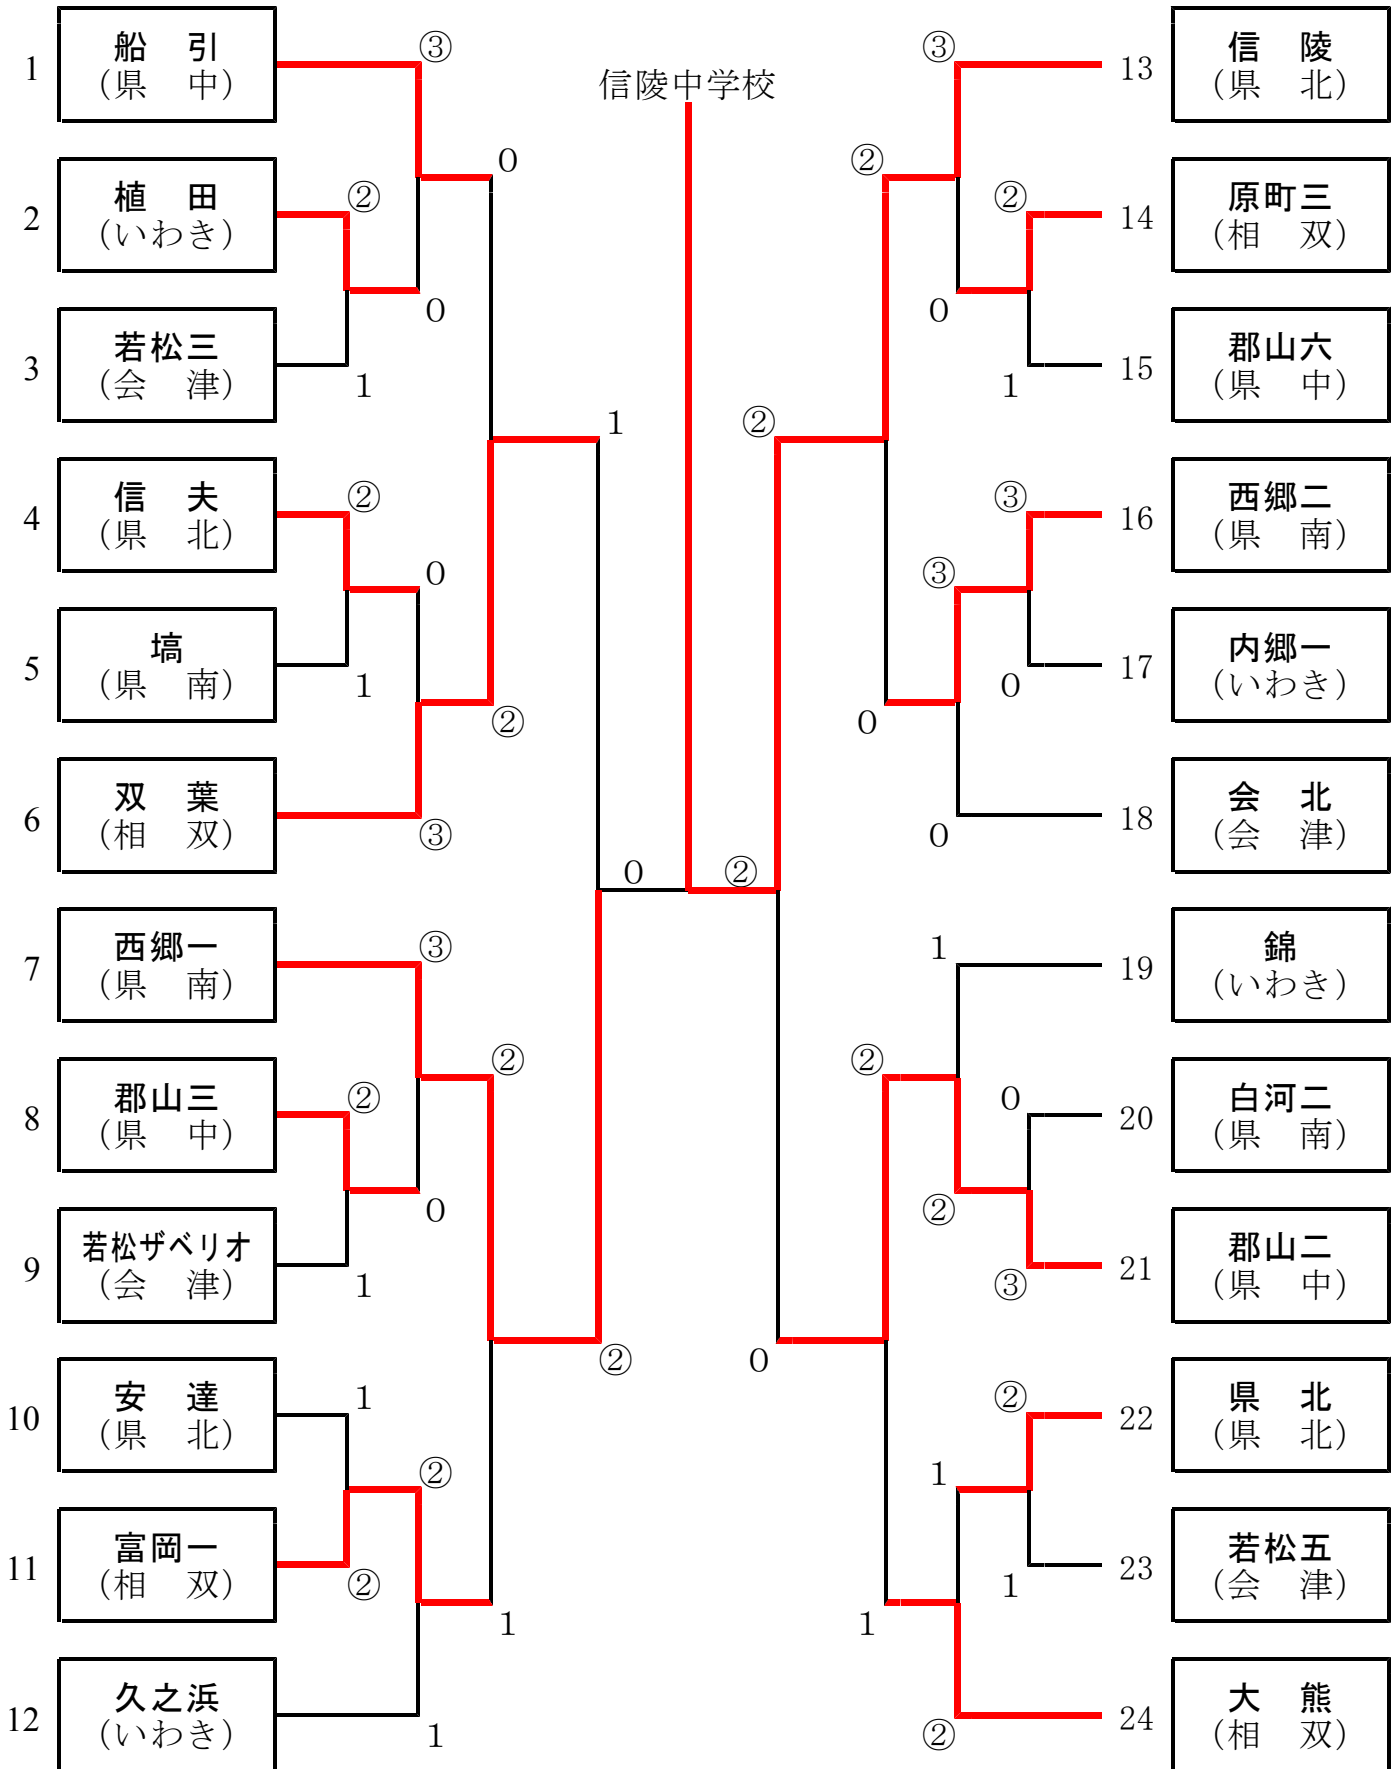 信陵中学校
1
船　引
（県　中）
③
0
2
植　田
（いわき）
②
0
3
若松三
（会　津）
1
1
4
信　夫
（県　北）
②
0
5
塙
（県　南）
1
②
6
双　葉
（相　双）
③
0
7
西郷一
（県　南）
③
②
8
郡山三
（県　中）
②
0
9
若松ザベリオ
（会　津）
1
②
10
安　達
（県　北）
1
②
11
富岡一
（相　双）
②
1
12
久之浜
（いわき）
1
③
13
信　陵
（県　北）
②
②
14
原町三
（相　双）
0
1
15
郡山六
（県　中）
②
③
16
西郷二
（県　南）
③
0
17
内郷一
（いわき）
0
0
18
会　北
（会　津）
②
1
19
錦
（いわき）
②
0
20
白河二
（県　南）
②
③
21
郡山二
（県　中）
0
②
22
県　北
（県　北）
1
1
23
若松五
（会　津）
1
②
24
大　熊
（相　双）